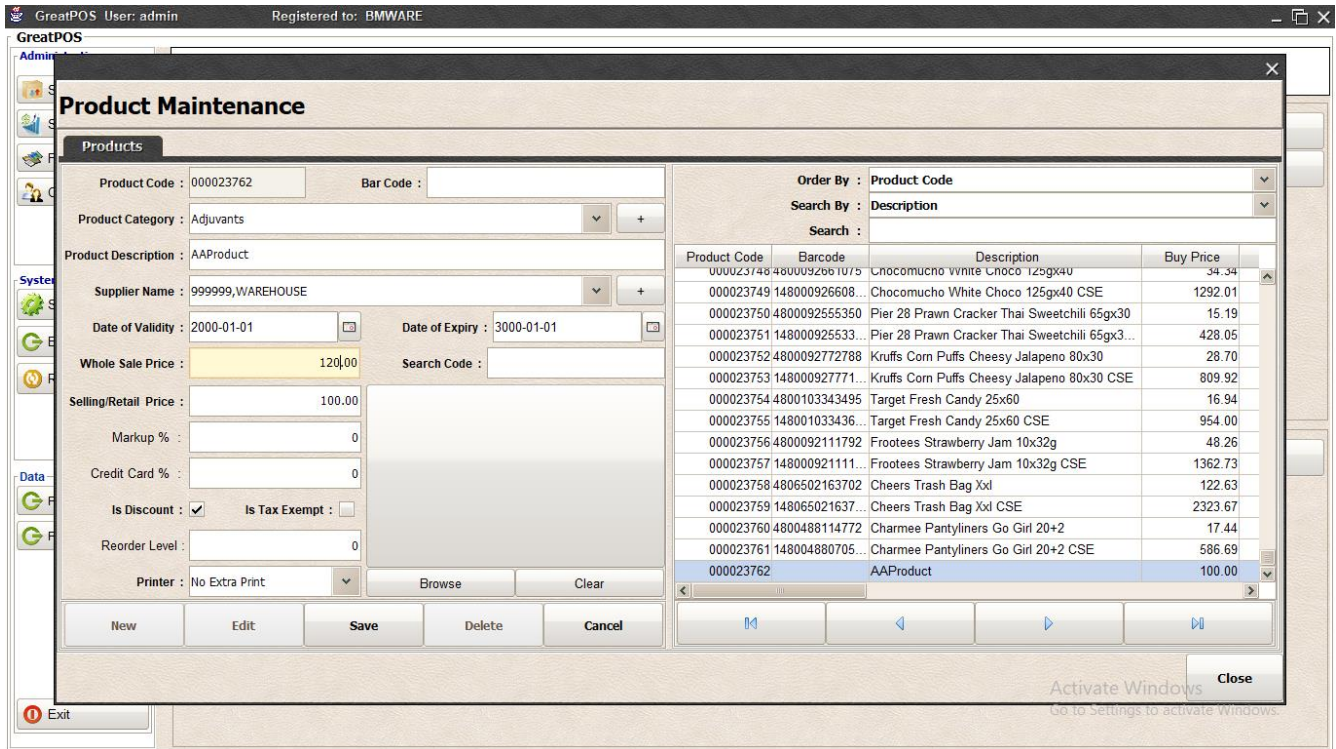 GreatPOS User: admin Registered to: BMWARE
GreatPOS
Product Maintenance
Products
Product Code : 000023762 Bar Code :
Product Category : Adjuvants +
Product Description : AAProduct
Supplier Name : 999999,WAREHOUSE +
Date of Validity : 2000-01-01 Date of Expiry : 3000-01-01
Whole Sale Price : 120.00 Search Code :
Selling/Retail Price : 100.00
Markup % : 0
Credit Card % : 0
Is Discount : Is Tax Exempt :
Reorder Level : 0
Printer : No Extra Print Browse Clear
New Edit Save Delete Cancel
Order By : Product Code
Search By : Description
Search :
Product Code Barcode Description Buy Price
000023748 4800092661075 Chocomucho White Choco 125gx40 34.34
000023749 148000926608... Chocomucho White Choco 125gx40 CSE 1292.01
000023750 4800092555350 Pier 28 Prawn Cracker Thai Sweetchili 65gx30 15.19
000023751 148000925533... Pier 28 Prawn Cracker Thai Sweetchili 65gx3... 428.05
000023752 4800092772788 Kruffs Corn Puffs Cheesy Jalapeno 80x30 28.70
000023753 148000927771... Kruffs Corn Puffs Cheesy Jalapeno 80x30 CSE 809.92
000023754 4800103343495 Target Fresh Candy 25x60 16.94
000023755 148001033436... Target Fresh Candy 25x60 CSE 954.00
000023756 4800092111792 Frootees Strawberry Jam 10x32g 48.26
000023757 148000921111... Frootees Strawberry Jam 10x32g CSE 1362.73
000023758 4806502163702 Cheers Trash Bag Xxl 122.63
000023759 148065021637... Cheers Trash Bag Xxl CSE 2323.67
000023760 4800488114772 Charmee Pantyliners Go Girl 20+2 17.44
000023761 148004880705... Charmee Pantyliners Go Girl 20+2 CSE 586.69
000023762 AAProduct 100.00
Close
Activate Windows
Go to Settings to activate Windows.
Data
Exit